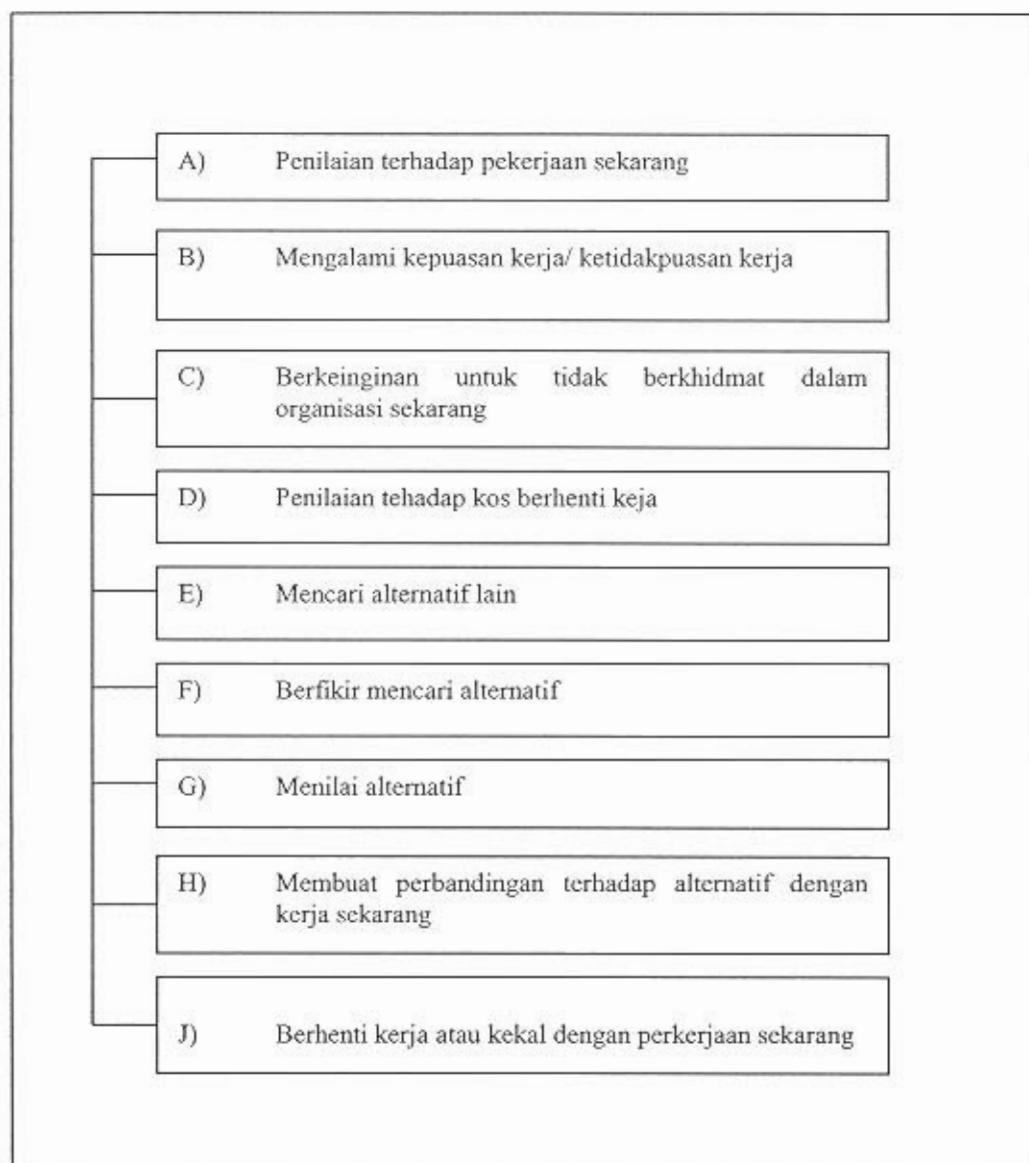 A) Penilaian terhadap pekerjaan sekarang
B) Mengalami kepuasan kerja/ ketidakpuasan kerja
C) Berkeinginan untuk tidak berkhidmat dalam
organisasi sekarang
D) Penilaian tehadap kos berhenti keja
E) Mencari alternatif lain
F) Berfikir mencari alternatif
G) Menilai alternatif
H) Membuat perbandingan terhadap alternatif dengan
kerja sekarang
J) Berhenti kerja atau kekal dengan perkerjaan sekarang